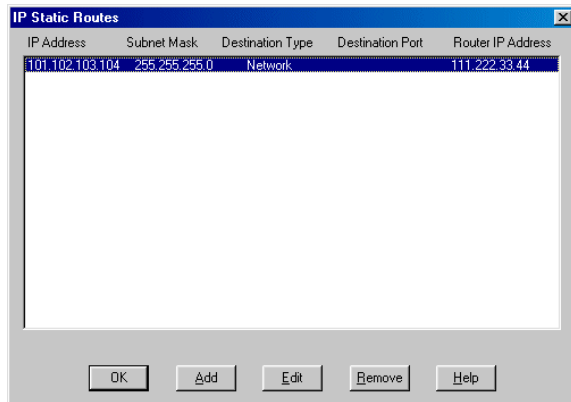 IP Static Routes
IP Address Subnet Mask Destination Type Destination Port Router IP Address
101.102.103.104 255.255.255.0 Network 111.222.33.44
OK Add Edit Remove Help